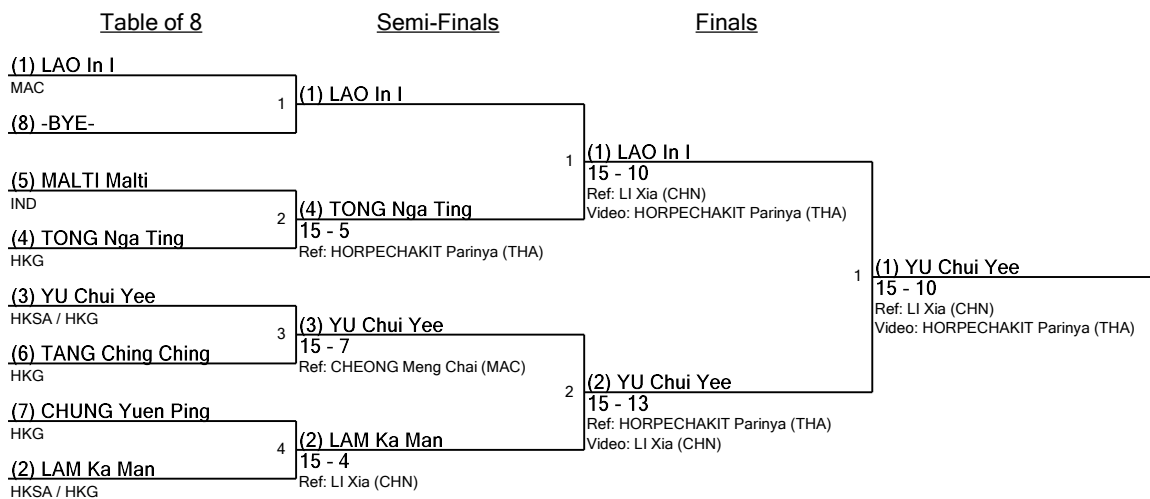 Table of 8
Semi-Finals
Finals
(1) LAO In I
MAC
1
(8) -BYE-
(1) LAO In I
(5) MALTI Malti
IND
2
(4) TONG Nga Ting
HKG
(4) TONG Nga Ting
15 - 5
Ref: HORPECHAKIT Parinya (THA)
1
(1) LAO In I
15 - 10
Ref: LI Xia (CHN)
Video: HORPECHAKIT Parinya (THA)
(3) YU Chui Yee
HKSA / HKG
3
(6) TANG Ching Ching
HKG
(3) YU Chui Yee
15 - 7
Ref: CHEONG Meng Chai (MAC)
(7) CHUNG Yuen Ping
HKG
4
(2) LAM Ka Man
HKSA / HKG
(2) LAM Ka Man
15 - 4
Ref: LI Xia (CHN)
2
(2) YU Chui Yee
15 - 13
Ref: HORPECHAKIT Parinya (THA)
Video: LI Xia (CHN)
1
(1) YU Chui Yee
15 - 10
Ref: LI Xia (CHN)
Video: HORPECHAKIT Parinya (THA)